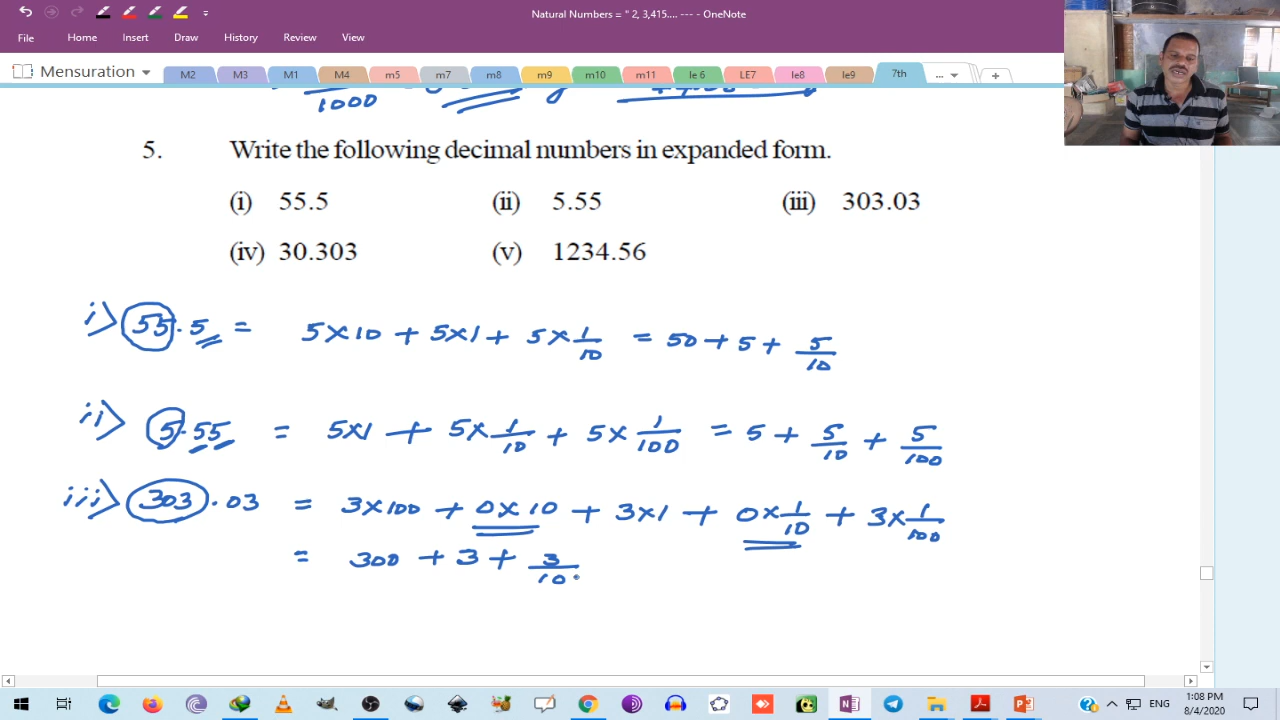 Natural Numbers = " 2, 3,415.... --- - OneNote
File Home Insert Draw History Review View
Mensuration M2 M3 M1 M4 m5 m7 m8 m9 m10 m11 le 6 LE7 le8 le9 7th ... +
1000
5. Write the following decimal numbers in expanded form.
(i) 55.5 (ii) 5.55 (iii) 303.03
(iv) 30.303 (v) 1234.56
i) 55.5 = 5×10 + 5×1 + 5×1/10 = 50 + 5 + 5/10
ii) 5.55 = 5×1 + 5×1/10 + 5×1/100 = 5 + 5/10 + 5/100
iii) 303.03 = 3×100 + 0×10 + 3×1 + 0×1/10 + 3×1/100
= 300 + 3 + 3/10
ENG 1:08 PM
8/4/2020